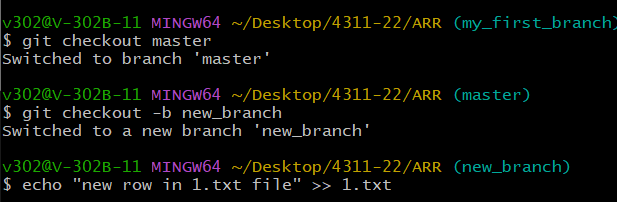 v302@V-302B-11 MINGW64 ~/Desktop/4311-22/ARR (my_first_branch)
$ git checkout master
Switched to branch 'master'
v302@V-302B-11 MINGW64 ~/Desktop/4311-22/ARR (master)
$ git checkout -b new_branch
Switched to a new branch 'new_branch'
v302@V-302B-11 MINGW64 ~/Desktop/4311-22/ARR (new_branch)
$ echo "new row in 1.txt file" >> 1.txt